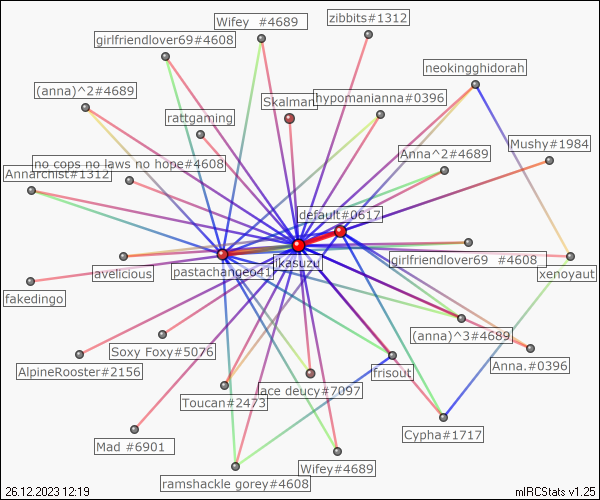 Wifey  #4689
zibbits#1312
girlfriendlover69#4608
neokingghidorah
(anna)^2#4689
Skalman
hypomanianna#0396
rattgaming
Mushy#1984
Anna^2#4689
no cops no laws no hope#4608
Annarchist#1312
default#0617
jkasuzu
girlfriendlover69  #4608
avelicious
pastachangeo41
xenoyaut
fakedingo
(anna)^3#4689
Soxy Foxy#5076
Anna.#0396
AlpineRooster#2156
frisout
lace deucy#7097
Toucan#2473
Cypha#1717
Mad #6901
Wifey#4689
ramshackle gorey#4608
26.12.2023 12:19
mIRCStats v1.25